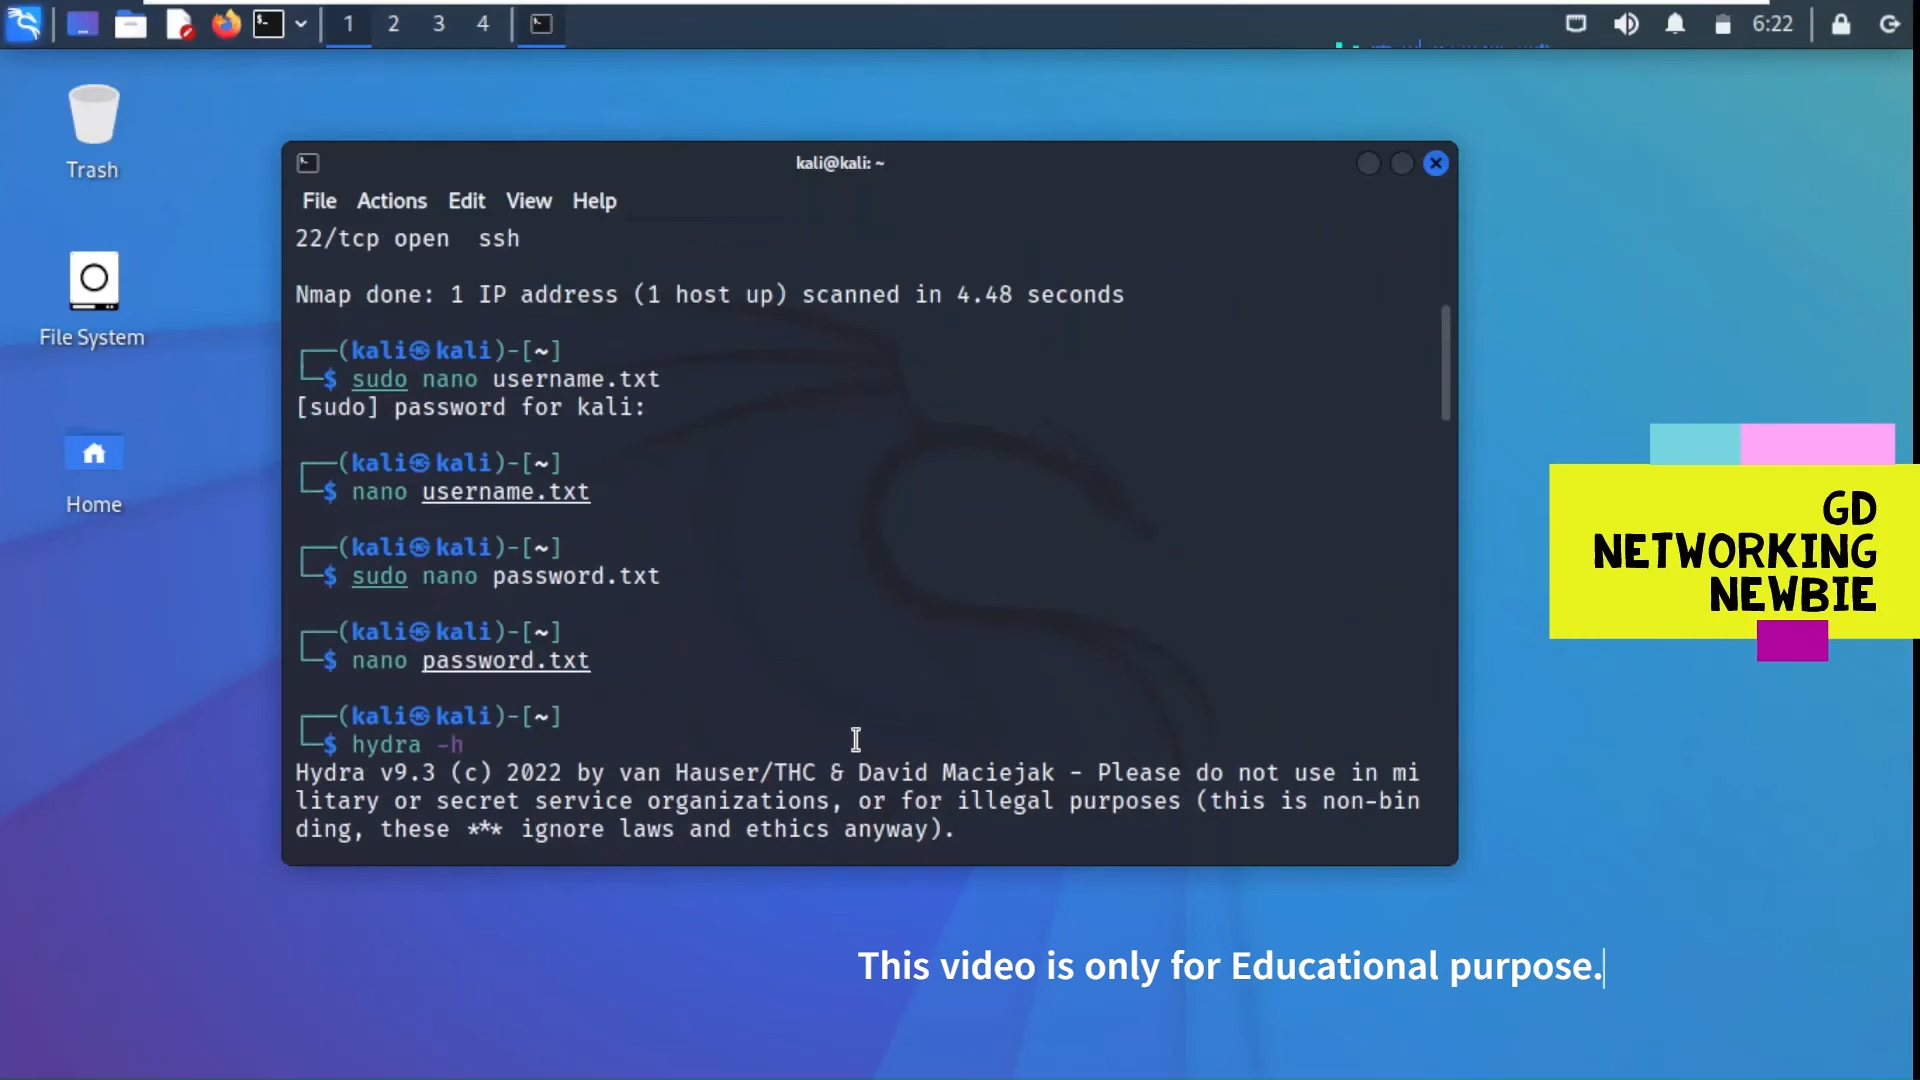 1 2 3 4
6:22
Trash
File System
Home
kali@kali: ~
File Actions Edit View Help
22/tcp open  ssh
Nmap done: 1 IP address (1 host up) scanned in 4.48 seconds
┌──(kali㉿kali)-[~]
└─$ sudo nano username.txt
[sudo] password for kali:
┌──(kali㉿kali)-[~]
└─$ nano username.txt
┌──(kali㉿kali)-[~]
└─$ sudo nano password.txt
┌──(kali㉿kali)-[~]
└─$ nano password.txt
┌──(kali㉿kali)-[~]
└─$ hydra -h
Hydra v9.3 (c) 2022 by van Hauser/THC & David Maciejak - Please do not use in mi
litary or secret service organizations, or for illegal purposes (this is non-bin
ding, these *** ignore laws and ethics anyway).
GD
NETWORKING
NEWBIE
This video is only for Educational purpose.